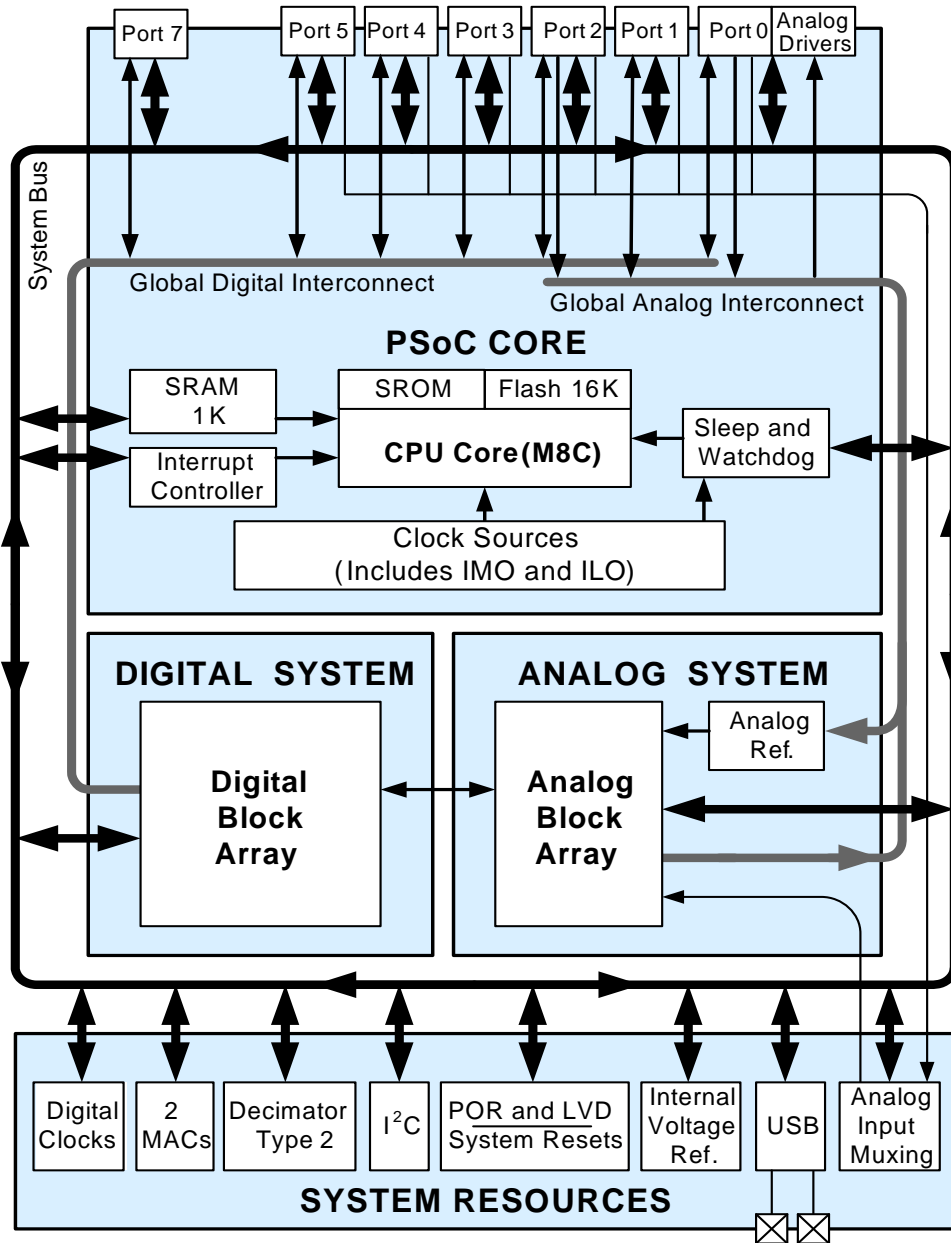 Port 7
Port 5
Port 4
Port 3
Port 2
Port 1
Port 0
Analog
Drivers
System Bus
Global Digital Interconnect
Global Analog Interconnect
PSoC CORE
SRAM
1K
SROM
Flash 16K
CPU Core(M8C)
Interrupt
Controller
Sleep and
Watchdog
Clock Sources
(Includes IMO and ILO)
DIGITAL SYSTEM
ANALOG SYSTEM
Digital
Block
Array
Analog
Block
Array
Analog
Ref.
Digital
Clocks
2
MACs
Decimator
Type 2
I²C
POR and LVD
System Resets
Internal
Voltage
Ref.
USB
Analog
Input
Muxing
SYSTEM RESOURCES